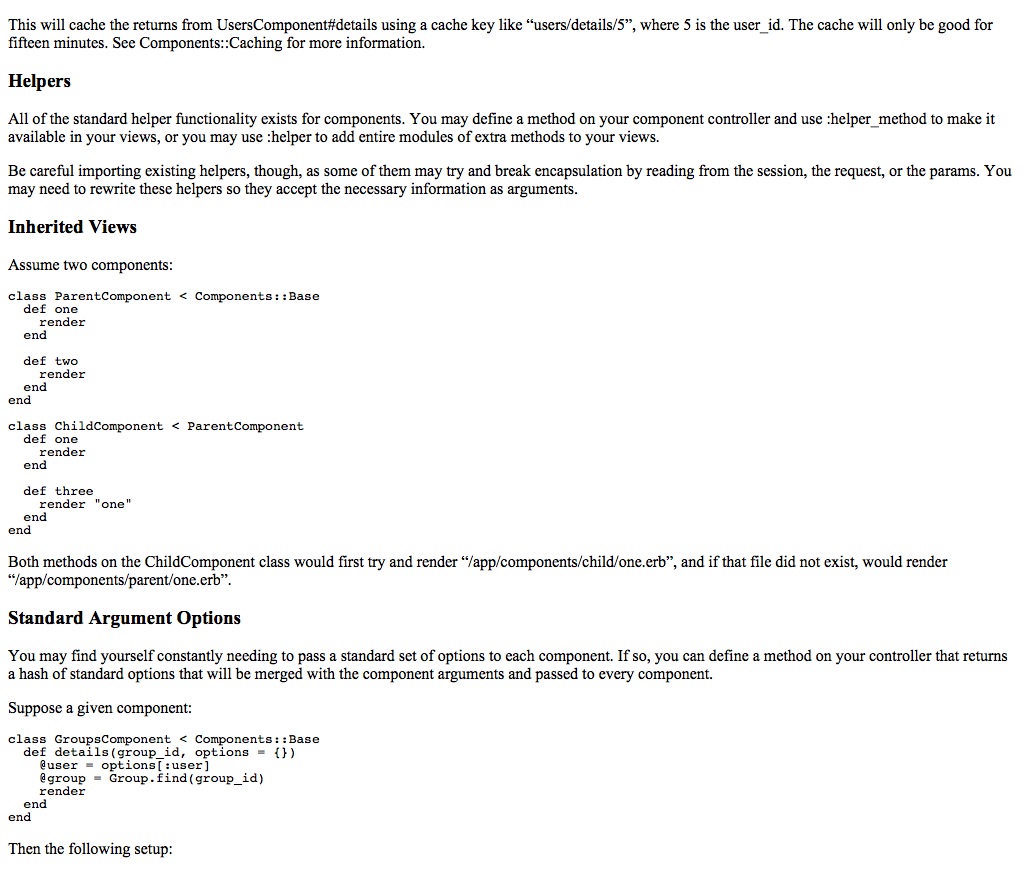 This will cache the returns from UsersComponent#details using a cache key like “users/details/5”, where 5 is the user_id. The cache will only be good for
fifteen minutes. See Components::Caching for more information.
Helpers
All of the standard helper functionality exists for components. You may define a method on your component controller and use :helper_method to make it
available in your views, or you may use :helper to add entire modules of extra methods to your views.
Be careful importing existing helpers, though, as some of them may try and break encapsulation by reading from the session, the request, or the params. You
may need to rewrite these helpers so they accept the necessary information as arguments.
Inherited Views
Assume two components:
class ParentComponent < Components::Base
  def one
    render
  end
  def two
    render
  end
end
class ChildComponent < ParentComponent
  def one
    render
  end
  def three
    render "one"
  end
end
Both methods on the ChildComponent class would first try and render “/app/components/child/one.erb”, and if that file did not exist, would render
“/app/components/parent/one.erb”.
Standard Argument Options
You may find yourself constantly needing to pass a standard set of options to each component. If so, you can define a method on your controller that returns
a hash of standard options that will be merged with the component arguments and passed to every component.
Suppose a given component:
class GroupsComponent < Components::Base
  def details(group_id, options = {})
    @user = options[:user]
    @group = Group.find(group_id)
    render
  end
end
Then the following setup: